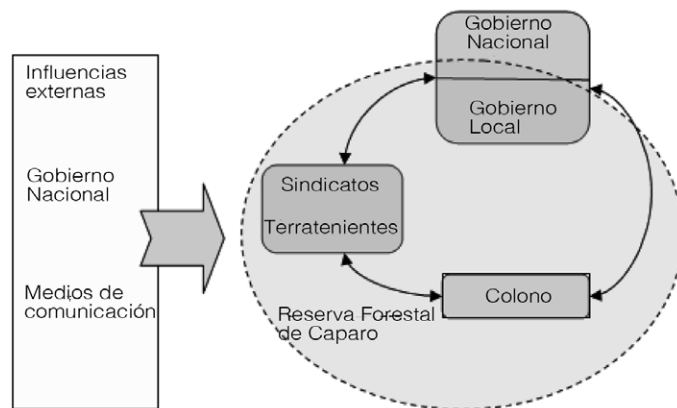 Influencias
externas
Gobierno
Nacional
Medios de
comunicación
Gobierno
Nacional
Gobierno
Local
Sindicatos
Terratenientes
Colono
Reserva Forestal
de Caparo